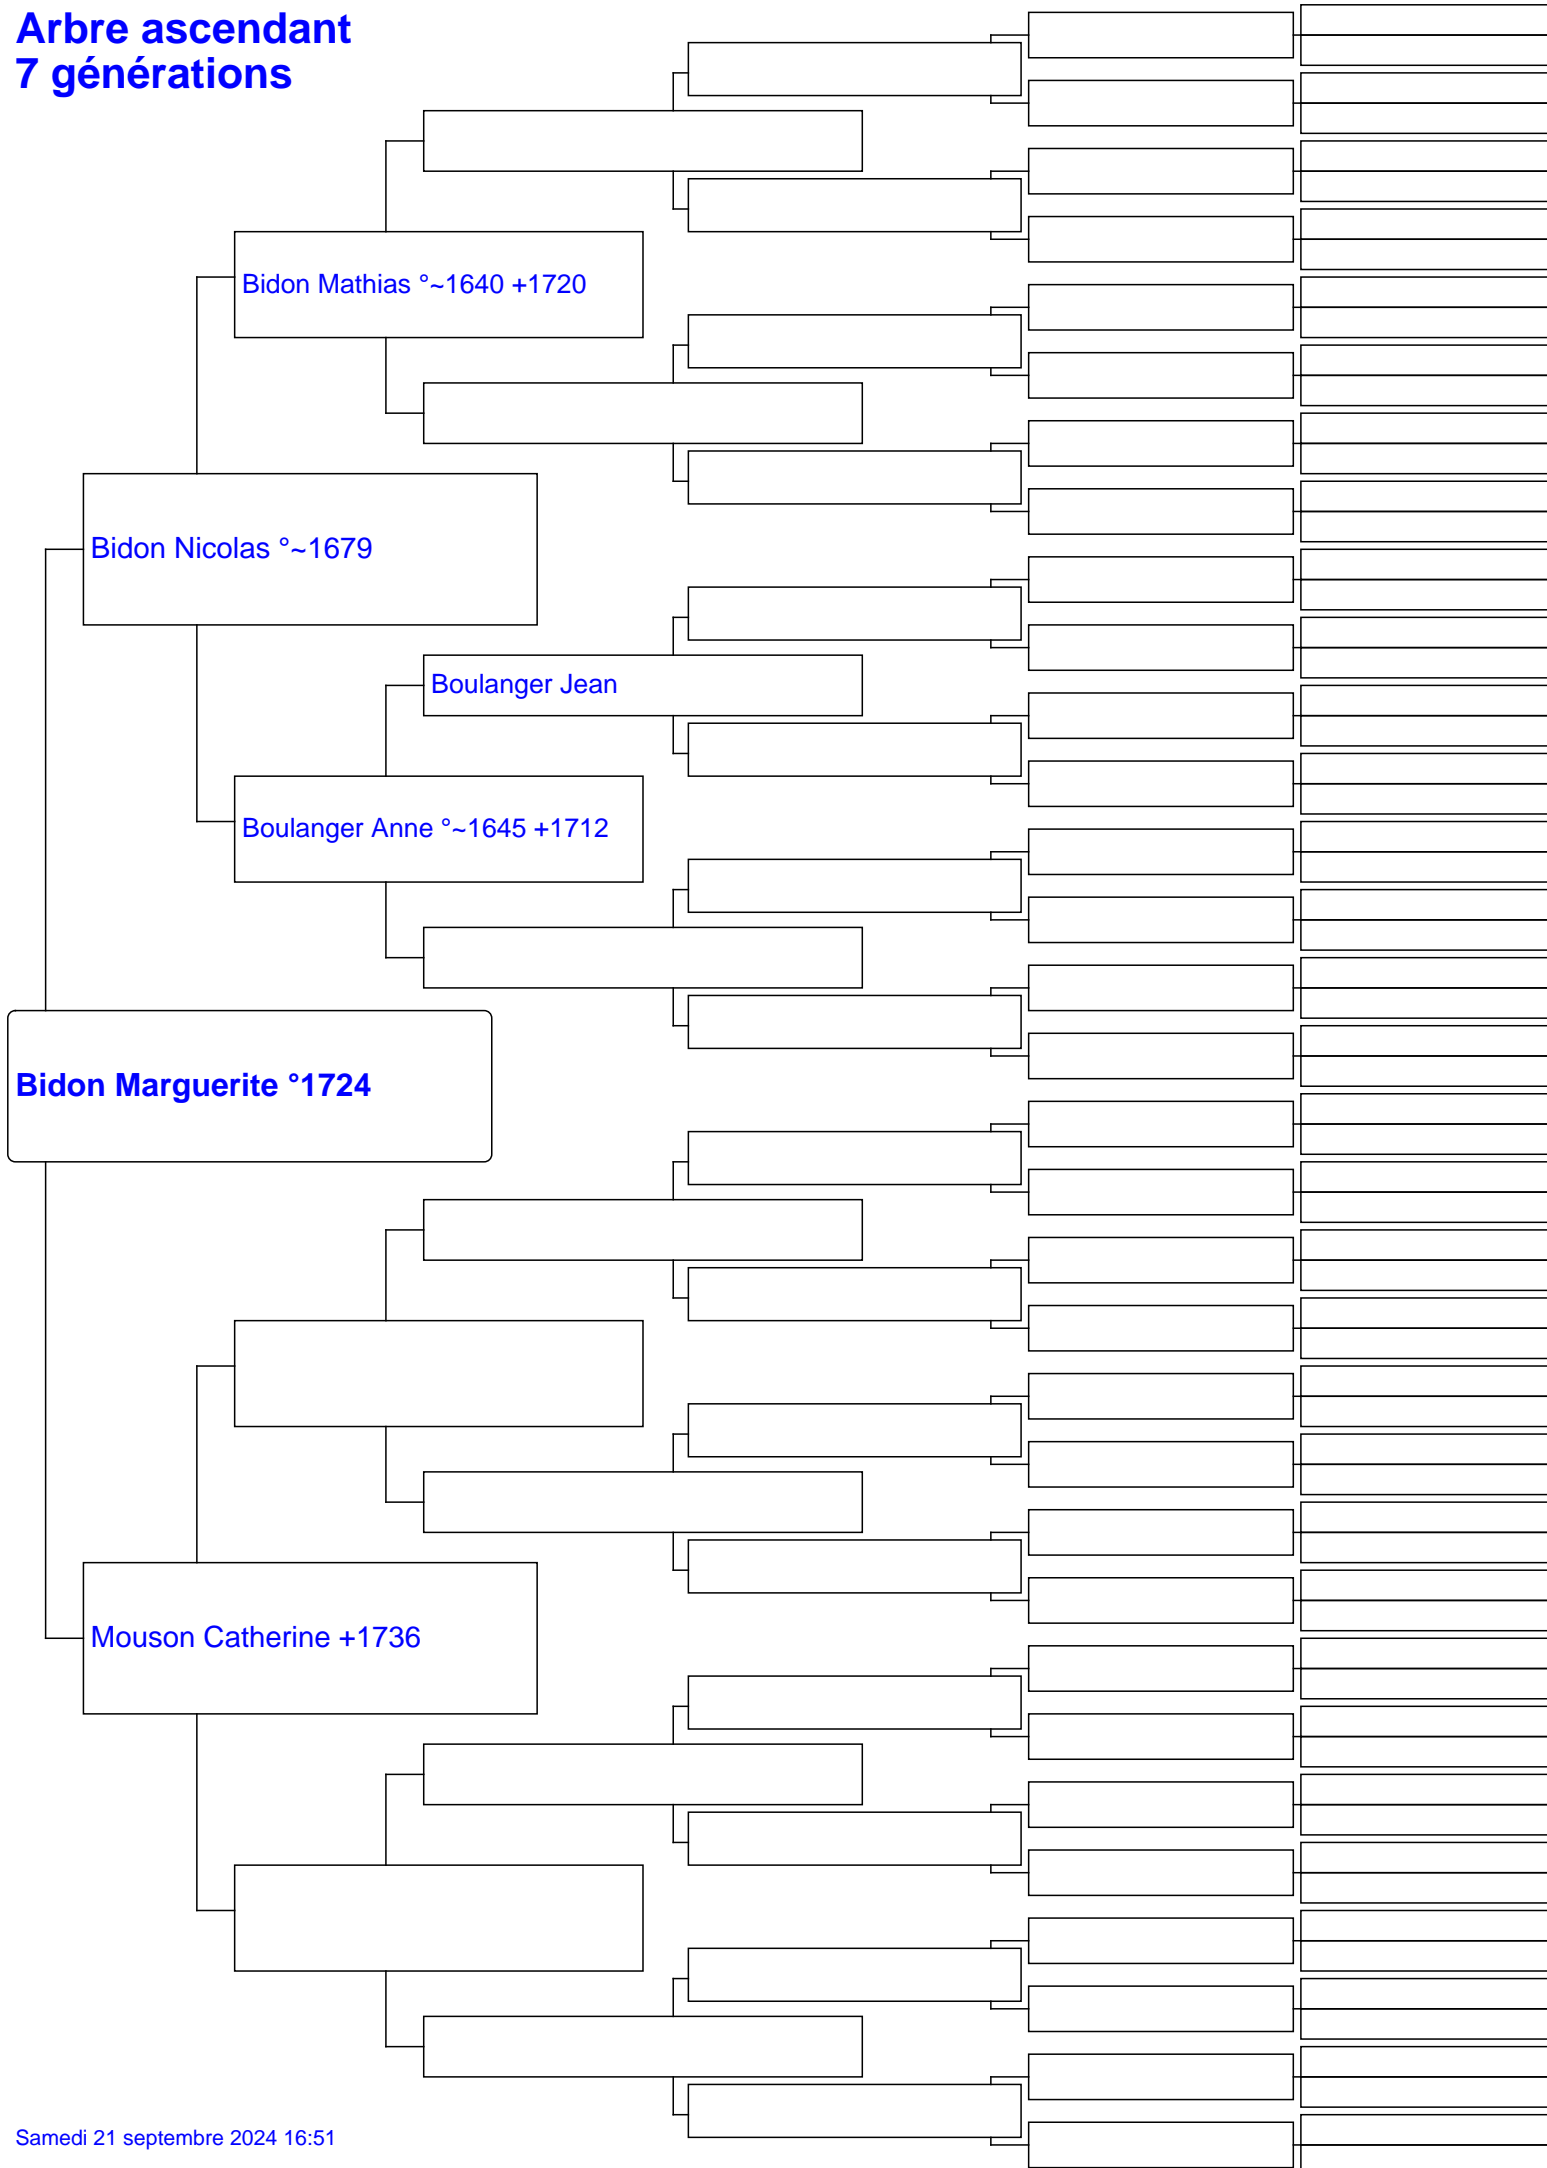 Arbre ascendant
7 générations
Bidon Mathias °~1640 +1720
Bidon Nicolas °~1679
Boulanger Jean
Boulanger Anne °~1645 +1712
Bidon Marguerite °1724
Mouson Catherine +1736
Samedi 21 septembre 2024 16:51